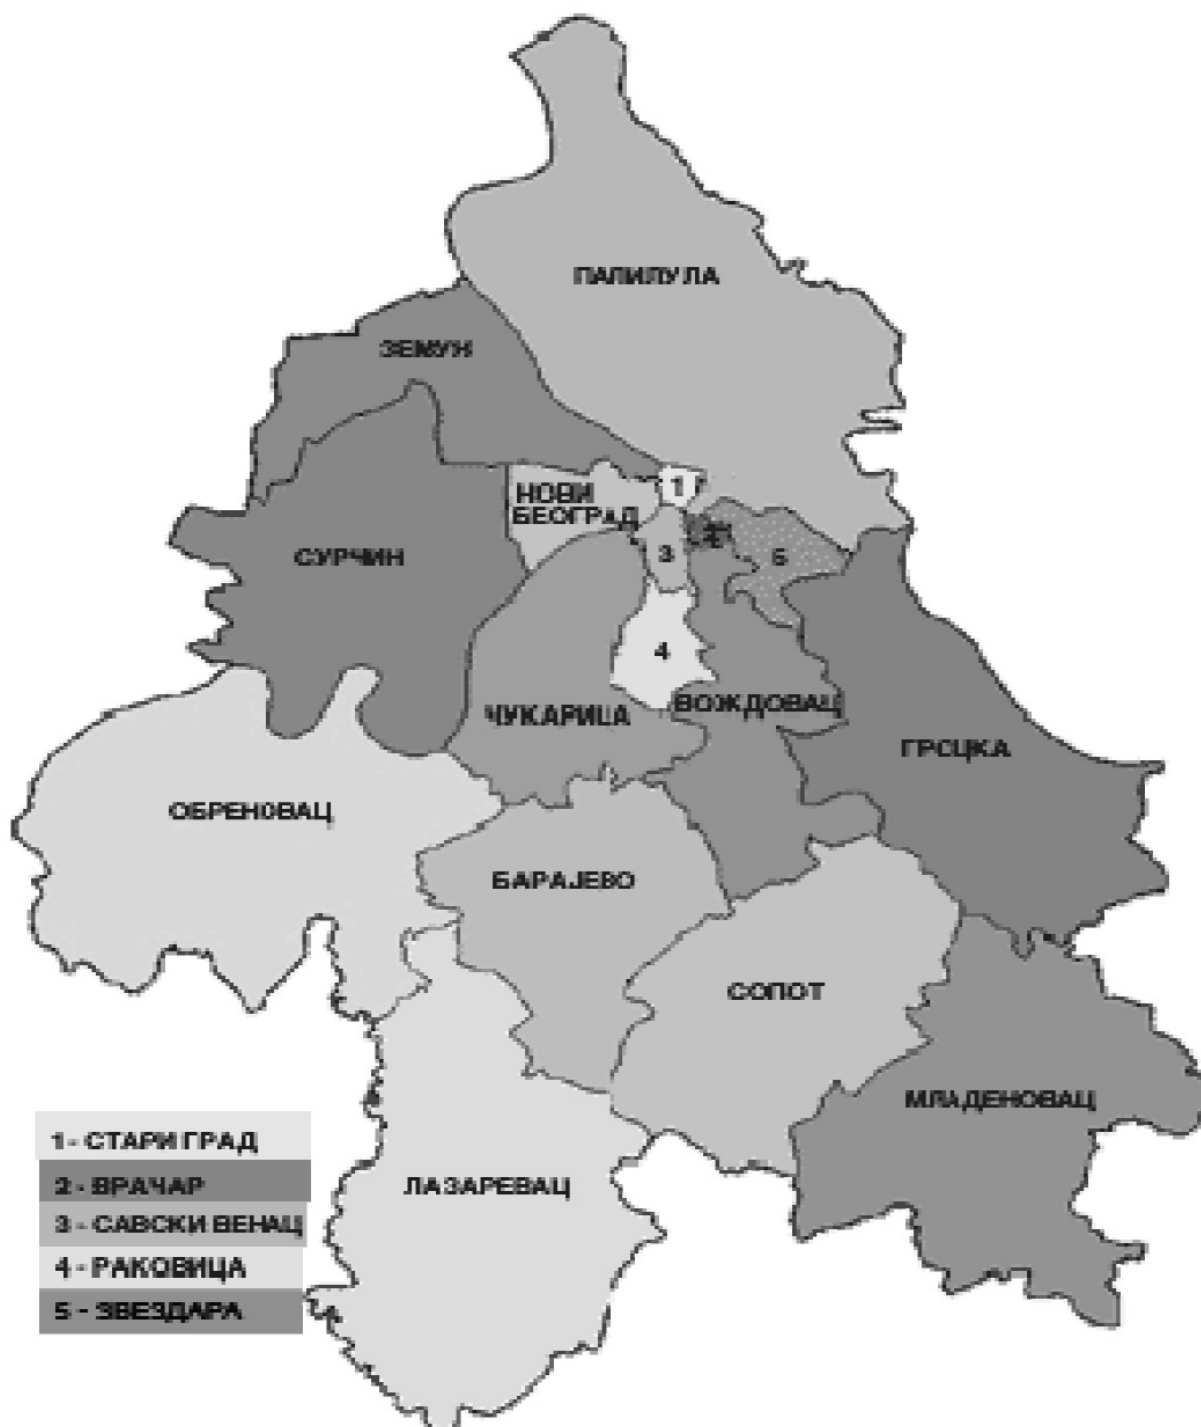 ПАЛИЛУЛА
ЗЕМУН
НОВИ
БЕОГРАД
1
2
3
5
СУРЧИН
4
ЧУКАРИЦА
ВОЖДОВАЦ
ГРОЦКА
ОБРЕНОВАЦ
БАРАЈЕВО
СОПОТ
МЛАДЕНОВАЦ
ЛАЗАРЕВАЦ
1 - СТАРИ ГРАД
2 - ВРАЧАР
3 - САВСКИ ВЕНАЦ
4 - РАКОВИЦА
5 - ЗВЕЗДАРА